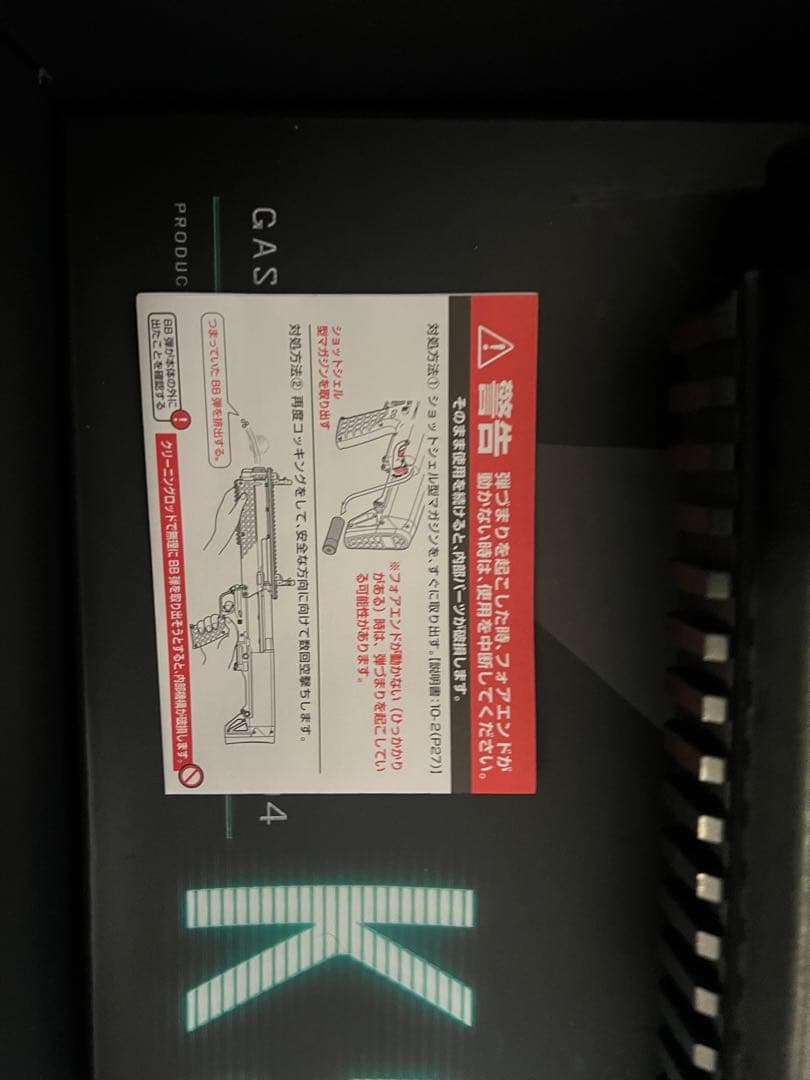 GAS
PRODUC
4
K
警告
弾づまりを起こした時、フォアエンドが
動かない時は、使用を中断してください。
そのまま使用を続けると、内部パーツが破損します。
対処方法① ショットシェル型マガジンを、すぐに取り出す。【説明書:10-2(P27)】
ショットシェル
型マガジンを取り出す
※フォアエンドが動かない(ひっかかり
がある)時は、弾づまりを起こしてい
る可能性があります。
対処方法② 再度コッキングをして、安全な方向に向けて数回空撃ちします。
つまっていた BB 弾を排出する。
BB 弾が本体の外に
出たことを確認する
クリーニングロッドで無理に BB 弾を取り出そうとすると、内部機構が破損します。